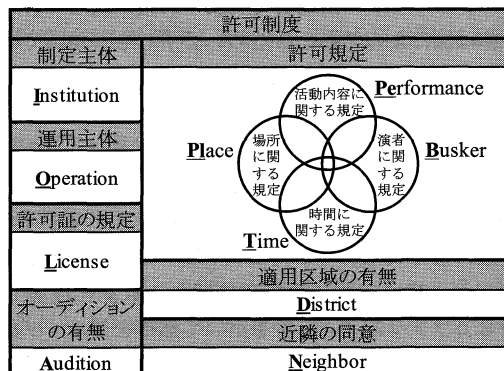 許可制度
制定主体
Institution
運用主体
Operation
許可証の規定
License
オーディション
の有無
Audition
許可規定
活動内容に
関する規定
Performance
場所
に関
する
規定
Place
演者
に関
する
規定
Busker
時間に
関する規定
Time
適用区域の有無
District
近隣の同意
Neighbor